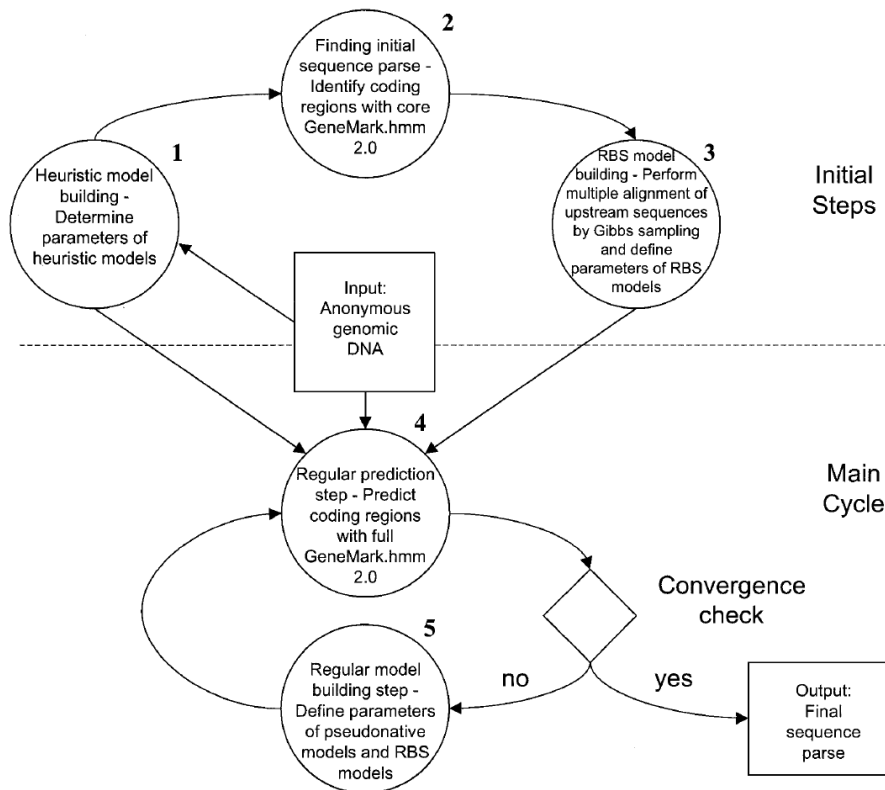 2
Finding initial
sequence parse -
Identify coding
regions with core
GeneMark.hmm
2.0
1
Heuristic model
building -
Determine
parameters of
heuristic models
3
RBS model
building - Perform
multiple alignment of
upstream sequences
by Gibbs sampling
and define
parameters of RBS
models
Initial
Steps
Input:
Anonymous
genomic
DNA
4
Regular prediction
step - Predict
coding regions
with full
GeneMark.hmm
2.0
Main
Cycle
Convergence
check
5
Regular model
building step -
Define parameters
of pseudonative
models and RBS
models
no
yes
Output:
Final
sequence
parse